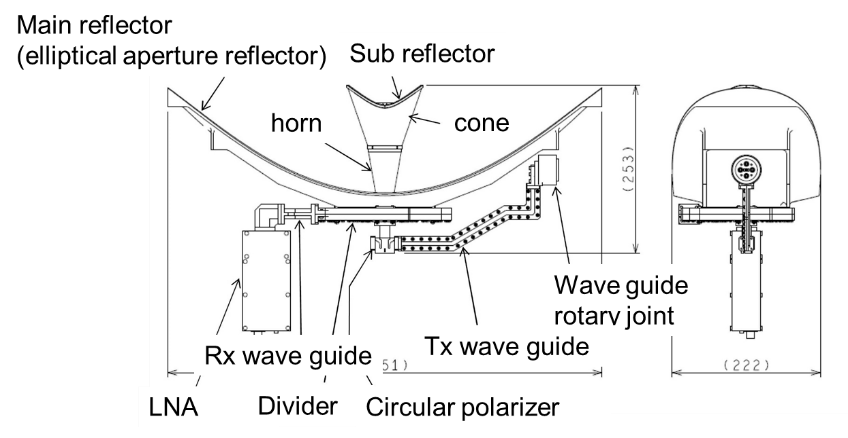 Main reflector
(elliptical aperture reflector)
Sub reflector
horn
cone
(253)
Wave guide
rotary joint
Rx wave guide
Tx wave guide
51)
(222)
LNA
Divider
Circular polarizer